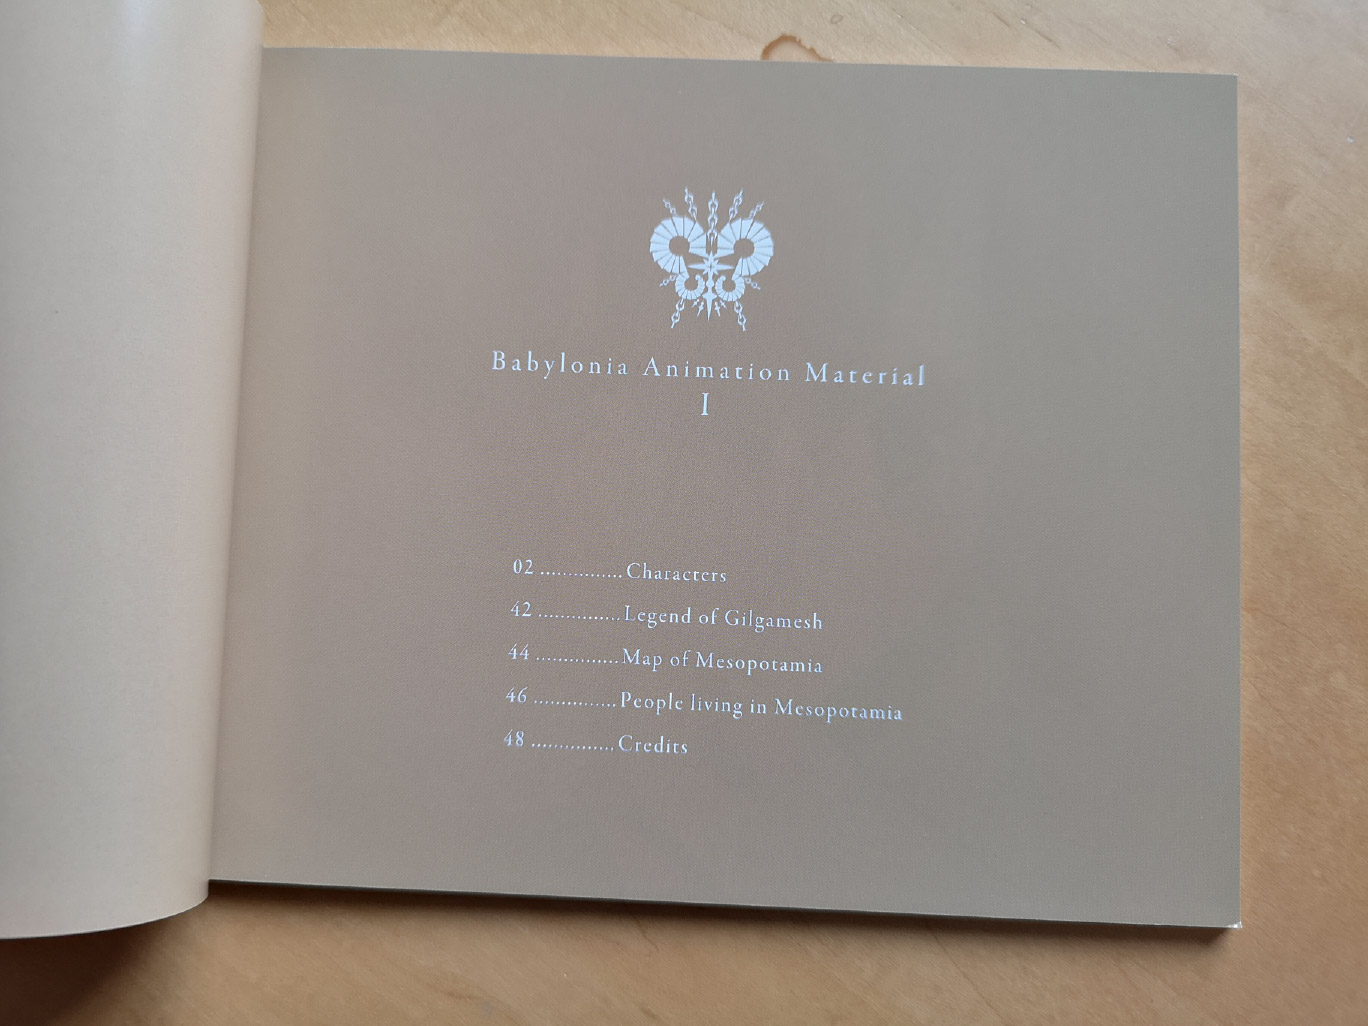 Babylonia Animation Material
I
02 ............... Characters
42 ............... Legend of Gilgamesh
44 ............... Map of Mesopotamia
46 ............... People living in Mesopotamia
48 ............... Credits